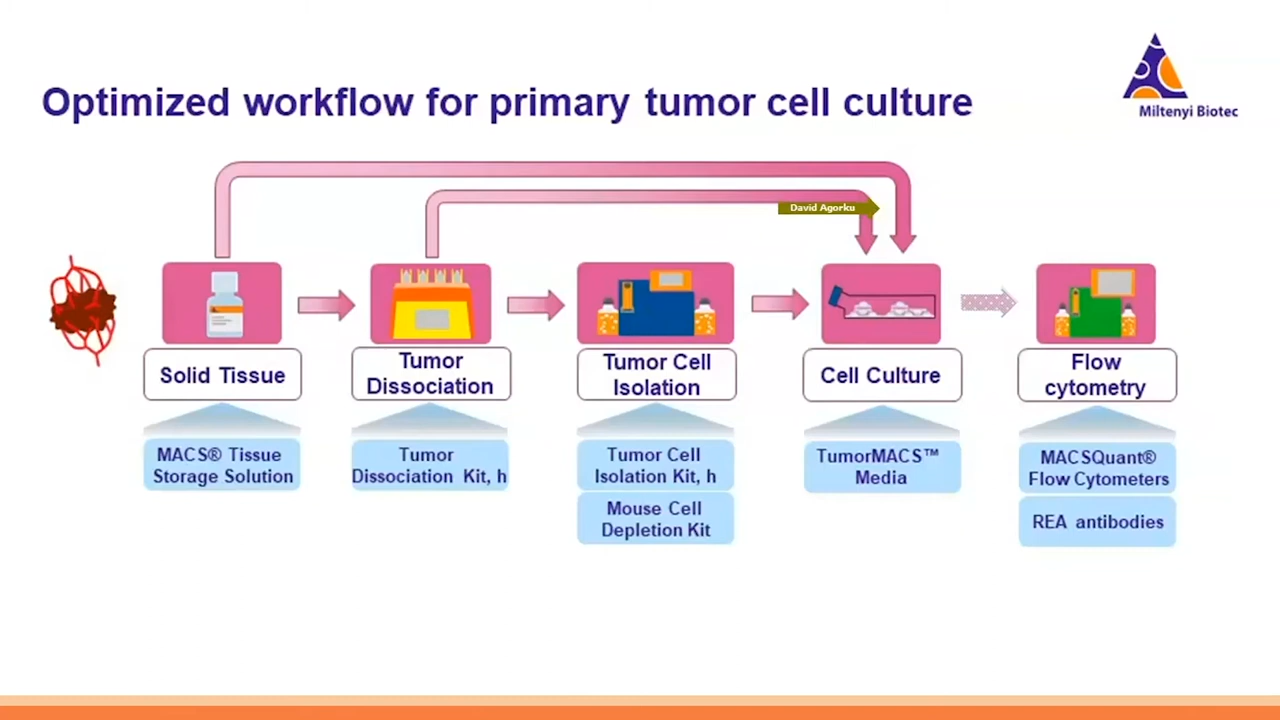 Miltenyi Biotec
Optimized workflow for primary tumor cell culture
David Agorku
Solid Tissue
Tumor
Dissociation
Tumor Cell
Isolation
Cell Culture
Flow
cytometry
MACS® Tissue
Storage Solution
Tumor
Dissociation Kit, h
Tumor Cell
Isolation Kit, h
Mouse Cell
Depletion Kit
TumorMACS™
Media
MACSQuant®
Flow Cytometers
REA antibodies